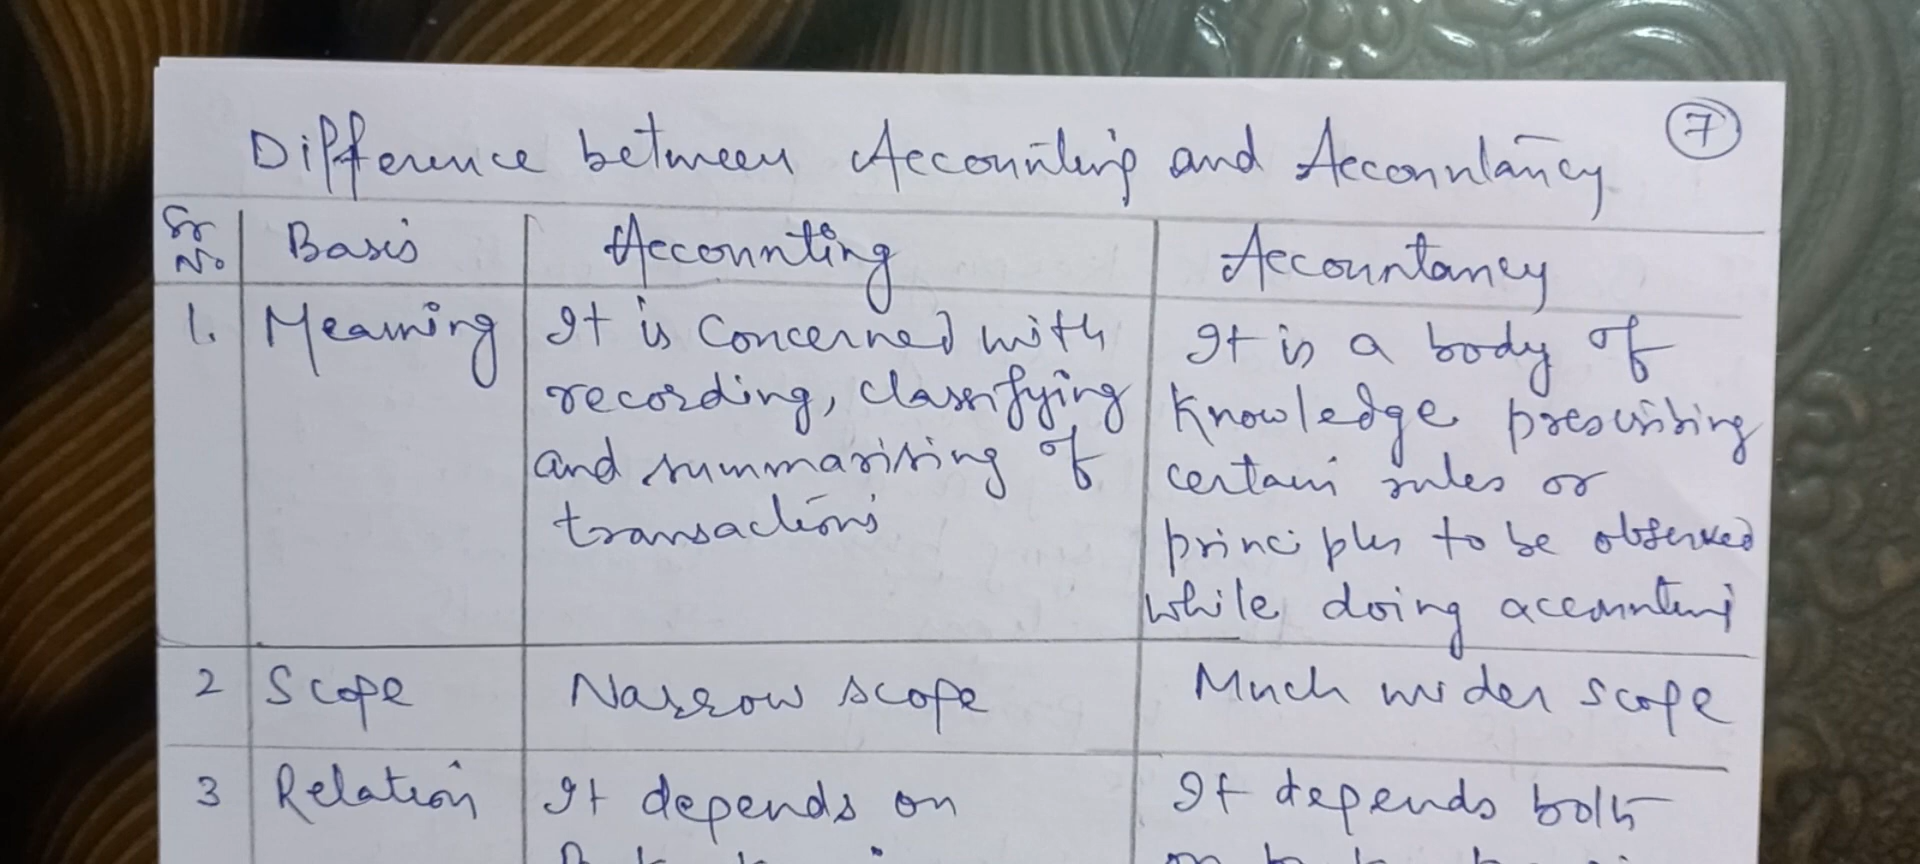 7
Difference between Accounting and Accountancy
Sr No Basis Accounting Accountancy
1. Meaning It is concerned with
recording, classifying
and summarising of
transactions
It is a body of
Knowledge prescribing
certain rules or
principles to be observed
while doing accounting
2 Scope Narrow scope Much wider scope
3 Relation It depends on
It depends both